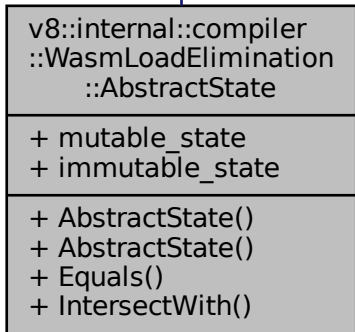 v8::internal::compiler
::WasmLoadElimination
::AbstractState
+ mutable_state
+ immutable_state
+ AbstractState()
+ AbstractState()
+ Equals()
+ IntersectWith()